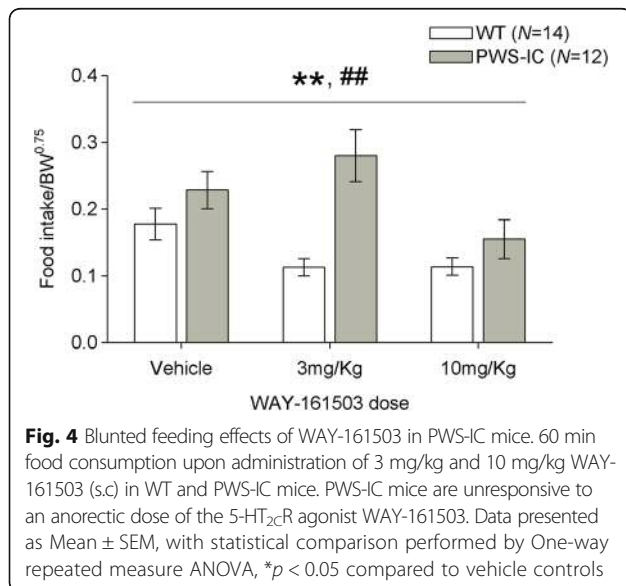 WT (N=14)
PWS-IC (N=12)
**, ##
0.4
0.3
0.2
0.1
0.0
Food intake/BW^0.75
Vehicle 3mg/Kg 10mg/Kg
WAY-161503 dose
Fig. 4 Blunted feeding effects of WAY-161503 in PWS-IC mice. 60 min
food consumption upon administration of 3 mg/kg and 10 mg/kg WAY-
161503 (s.c) in WT and PWS-IC mice. PWS-IC mice are unresponsive to
an anorectic dose of the 5-HT2CR agonist WAY-161503. Data presented
as Mean ± SEM, with statistical comparison performed by One-way
repeated measure ANOVA, *p < 0.05 compared to vehicle controls